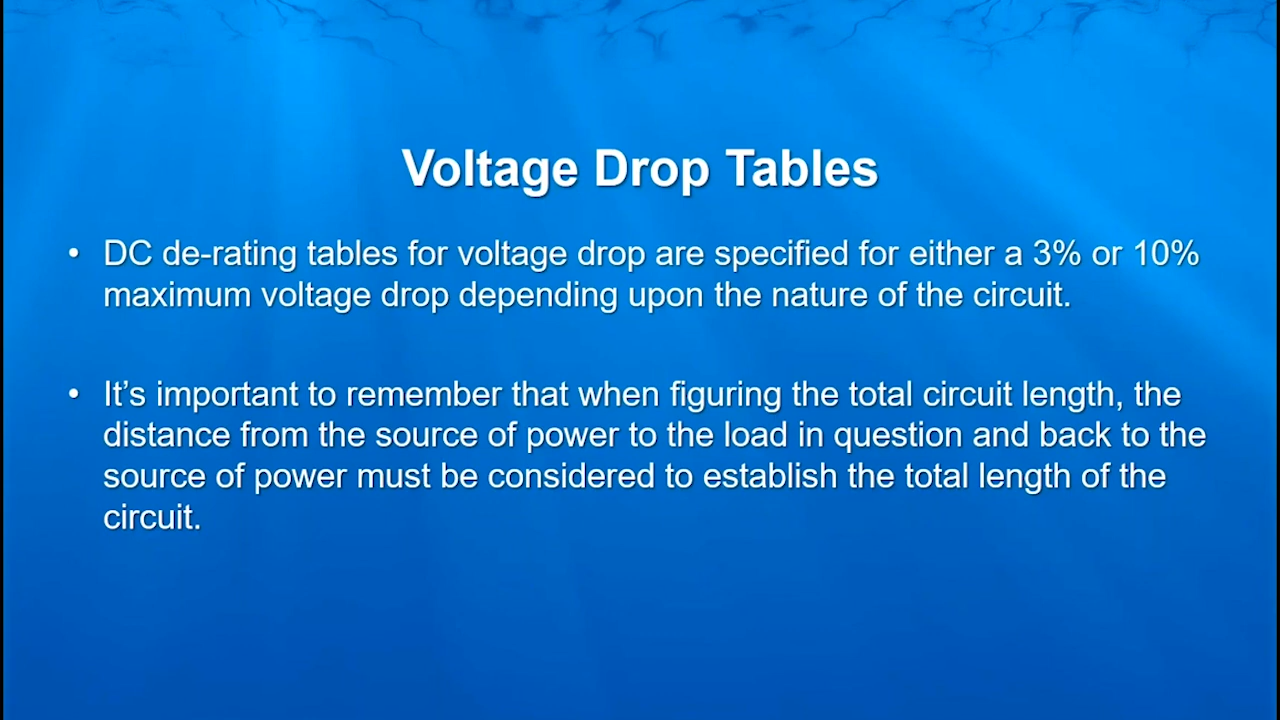 Voltage Drop Tables
• DC de-rating tables for voltage drop are specified for either a 3% or 10%
maximum voltage drop depending upon the nature of the circuit.
• It’s important to remember that when figuring the total circuit length, the
distance from the source of power to the load in question and back to the
source of power must be considered to establish the total length of the
circuit.